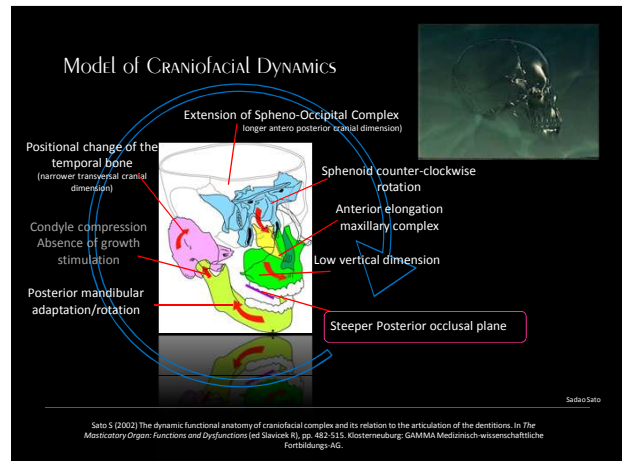 Model of Craniofacial Dynamics
Extension of Spheno-Occipital Complex
longer antero posterior cranial dimension)
Positional change of the
temporal bone
(narrower transversal cranial
dimension)
Sphenoid counter-clockwise
rotation
Anterior elongation
maxillary complex
Condyle compression
Absence of growth
stimulation
Low vertical dimension
Posterior mandibular
adaptation/rotation
Steeper Posterior occlusal plane
Sadao Sato
Sato S (2002) The dynamic functional anatomy of craniofacial complex and its relation to the articulation of the dentitions. In The
Masticatory Organ: Functions and Dysfunctions (ed Slavicek R), pp. 482-515. Klosterneuburg: GAMMA Medizinisch-wissenschafttliche
Fortbildungs-AG.